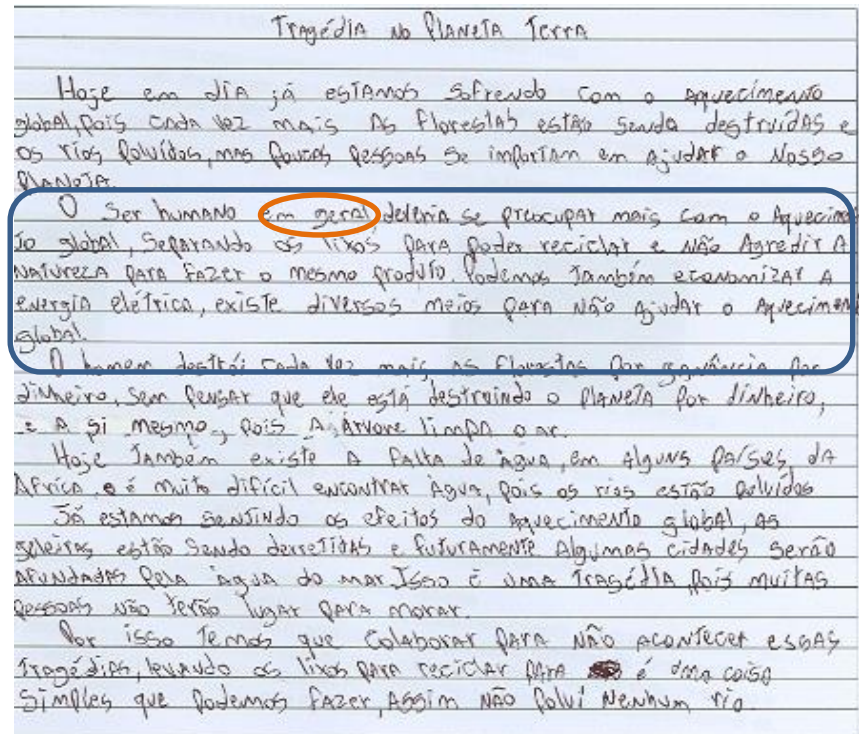 Tragédia no Planeta Terra
Hoje em dia já estamos sofrendo com o aquecimento
global, pois cada vez mais as florestas estão senda destruídas e
os rios poluídos, mas poucas pessoas se importam em ajudar o nosso
planeta.
O ser humano em geral, deveria se preocupar mais com o aquecimen
to global, separando os lixos para poder reciclar e não agredir a
natureza para fazer o mesmo produto. Podemos também economizar a
energia elétrica, existe diversos meios para não ajudar o aquecimento
global.
O homem destrói cada vez mais as florestas por ganância por
dinheiro, sem pensar que ele está destruindo o planeta por dinheiro,
e a si mesmo, pois a árvore limpa o ar.
Hoje também existe a falta de água, em alguns países da
África e é muito difícil encontrar água, pois os rios estão poluídos
Já estamos sentindo os efeitos do aquecimento global, as
geleiras estão sendo derretidas e futuramente algumas cidades serão
afundadas pela água do mar. Isso é uma tragédia, pois muitas
pessoas não terão lugar para morar.
Por isso temos que colaborar para não acontecer essas
tragédias, levando os lixos para reciclar para é uma coisa
simples que podemos fazer, assim não polui nenhum rio.